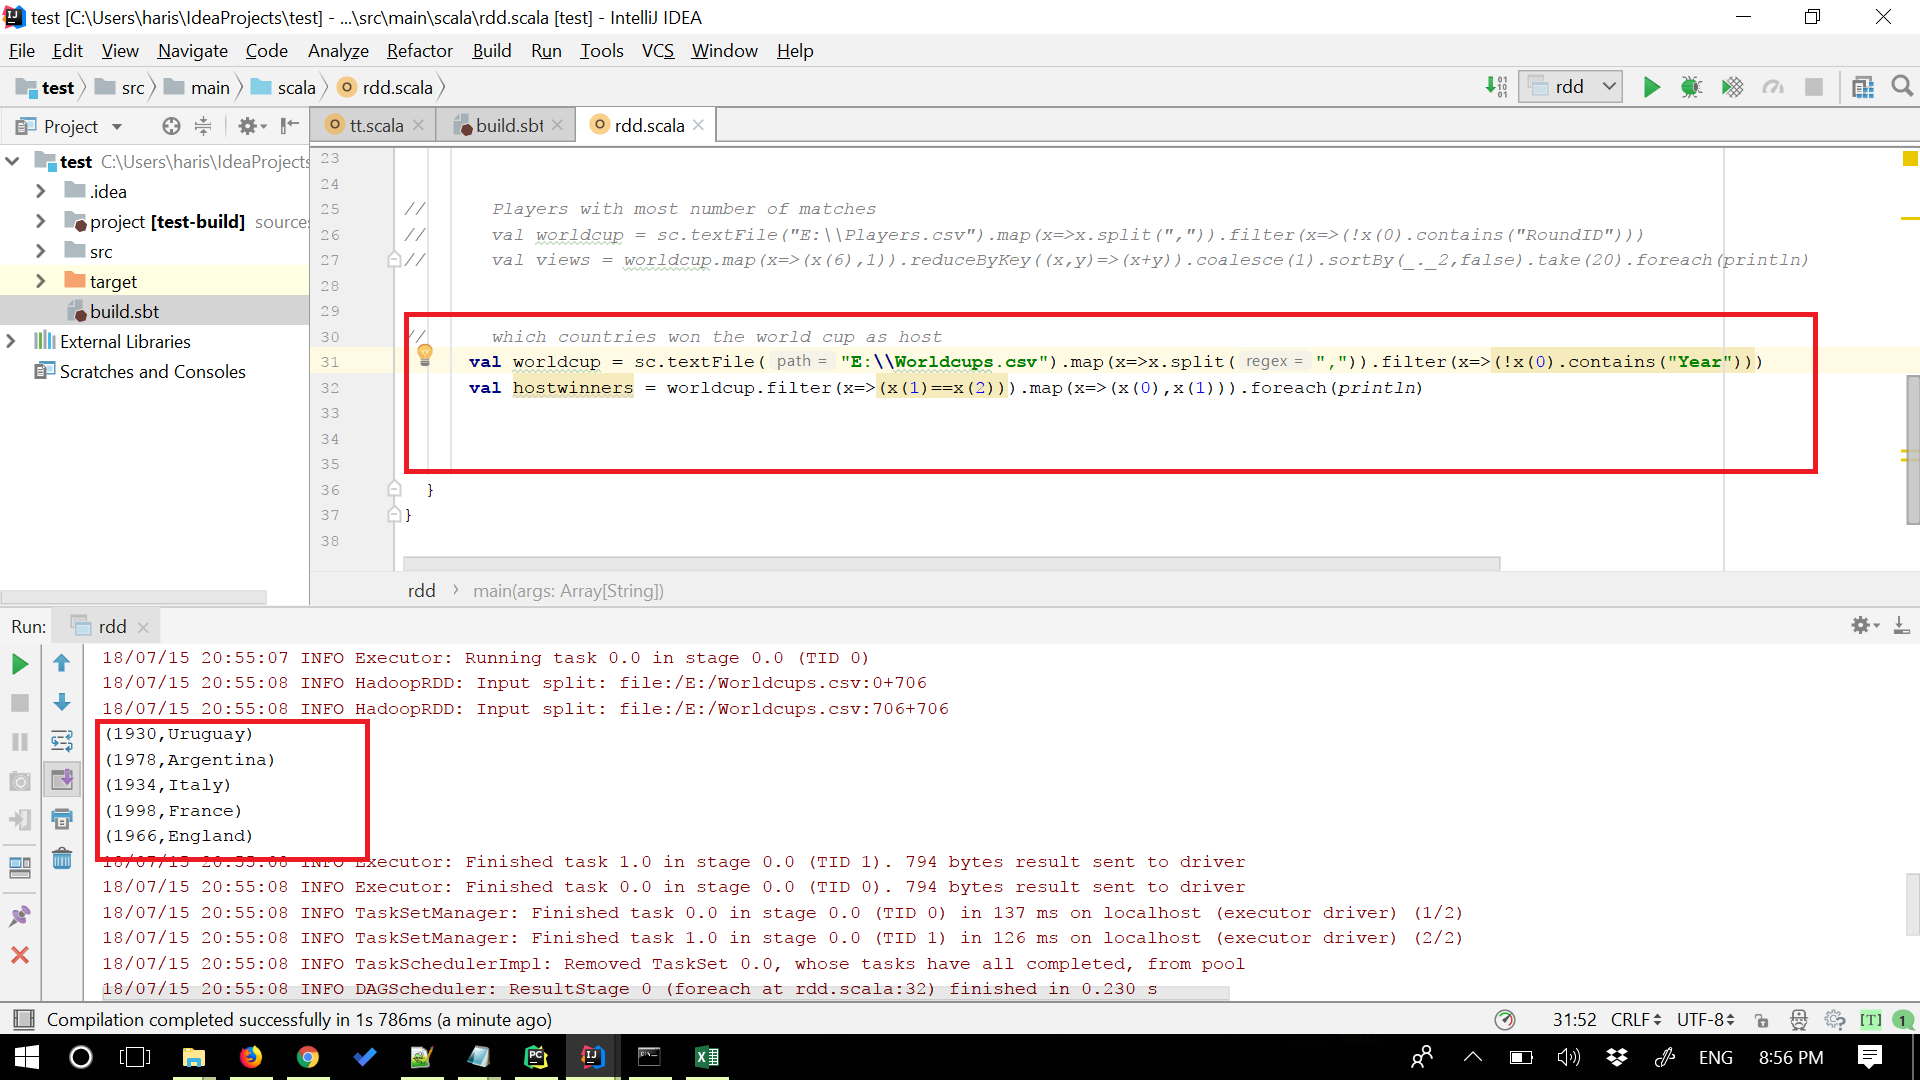 test [C:\Users\haris\IdeaProjects\test] - ...\src\main\scala\rdd.scala [test] - IntelliJ IDEA
File Edit View Navigate Code Analyze Refactor Build Run Tools VCS Window Help
test src main scala rdd.scala
rdd
Project
tt.scala build.sbt rdd.scala
test C:\Users\haris\IdeaProjects
.idea
project [test-build] sources
src
target
build.sbt
External Libraries
Scratches and Consoles
23
24
25 // Players with most number of matches
26 // val worldcup = sc.textFile("E:\\Players.csv").map(x=>x.split(",")).filter(x=>(!x(0).contains("RoundID")))
27 // val views = worldcup.map(x=>(x(6),1)).reduceByKey((x,y)=>(x+y)).coalesce(1).sortBy(_._2,false).take(20).foreach(println)
28
29
30 // which countries won the world cup as host
31 val worldcup = sc.textFile( path = "E:\\Worldcups.csv").map(x=>x.split( regex = ",")).filter(x=>(!x(0).contains("Year")))
32 val hostwinners = worldcup.filter(x=>(x(1)==x(2))).map(x=>(x(0),x(1))).foreach(println)
33
34
35
36 }
37 }
38
rdd main(args: Array[String])
Run: rdd
18/07/15 20:55:07 INFO Executor: Running task 0.0 in stage 0.0 (TID 0)
18/07/15 20:55:08 INFO HadoopRDD: Input split: file:/E:/Worldcups.csv:0+706
18/07/15 20:55:08 INFO HadoopRDD: Input split: file:/E:/Worldcups.csv:706+706
(1930,Uruguay)
(1978,Argentina)
(1934,Italy)
(1998,France)
(1966,England)
18/07/15 20:55:08 INFO Executor: Finished task 1.0 in stage 0.0 (TID 1). 794 bytes result sent to driver
18/07/15 20:55:08 INFO Executor: Finished task 0.0 in stage 0.0 (TID 0). 794 bytes result sent to driver
18/07/15 20:55:08 INFO TaskSetManager: Finished task 0.0 in stage 0.0 (TID 0) in 137 ms on localhost (executor driver) (1/2)
18/07/15 20:55:08 INFO TaskSetManager: Finished task 1.0 in stage 0.0 (TID 1) in 126 ms on localhost (executor driver) (2/2)
18/07/15 20:55:08 INFO TaskSchedulerImpl: Removed TaskSet 0.0, whose tasks have all completed, from pool
18/07/15 20:55:08 INFO DAGScheduler: ResultStage 0 (foreach at rdd.scala:32) finished in 0.230 s
Compilation completed successfully in 1s 786ms (a minute ago)
31:52 CRLF UTF-8 [T] 1
ENG 8:56 PM